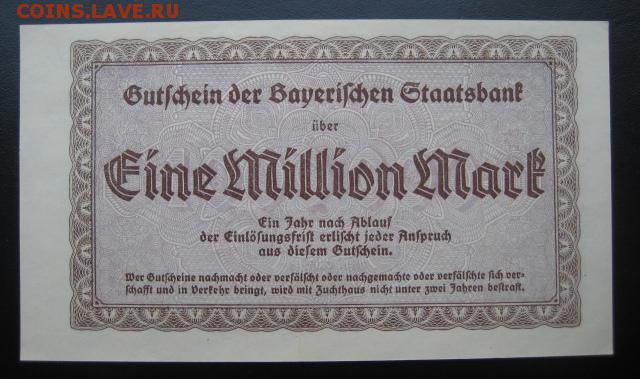 COINS.LAVE.RU
Gutschein der Bayerischen Staatsbank
über
Eine Million Mark
Ein Jahr nach Ablauf
der Einlösungsfrist erlischt jeder Anspruch
aus diesem Gutschein.
Wer Gutscheine nachmacht oder verfälscht oder nachgemachte oder verfälschte sich ver-
schafft und in Verkehr bringt, wird mit Zuchthaus nicht unter zwei Jahren bestraft.